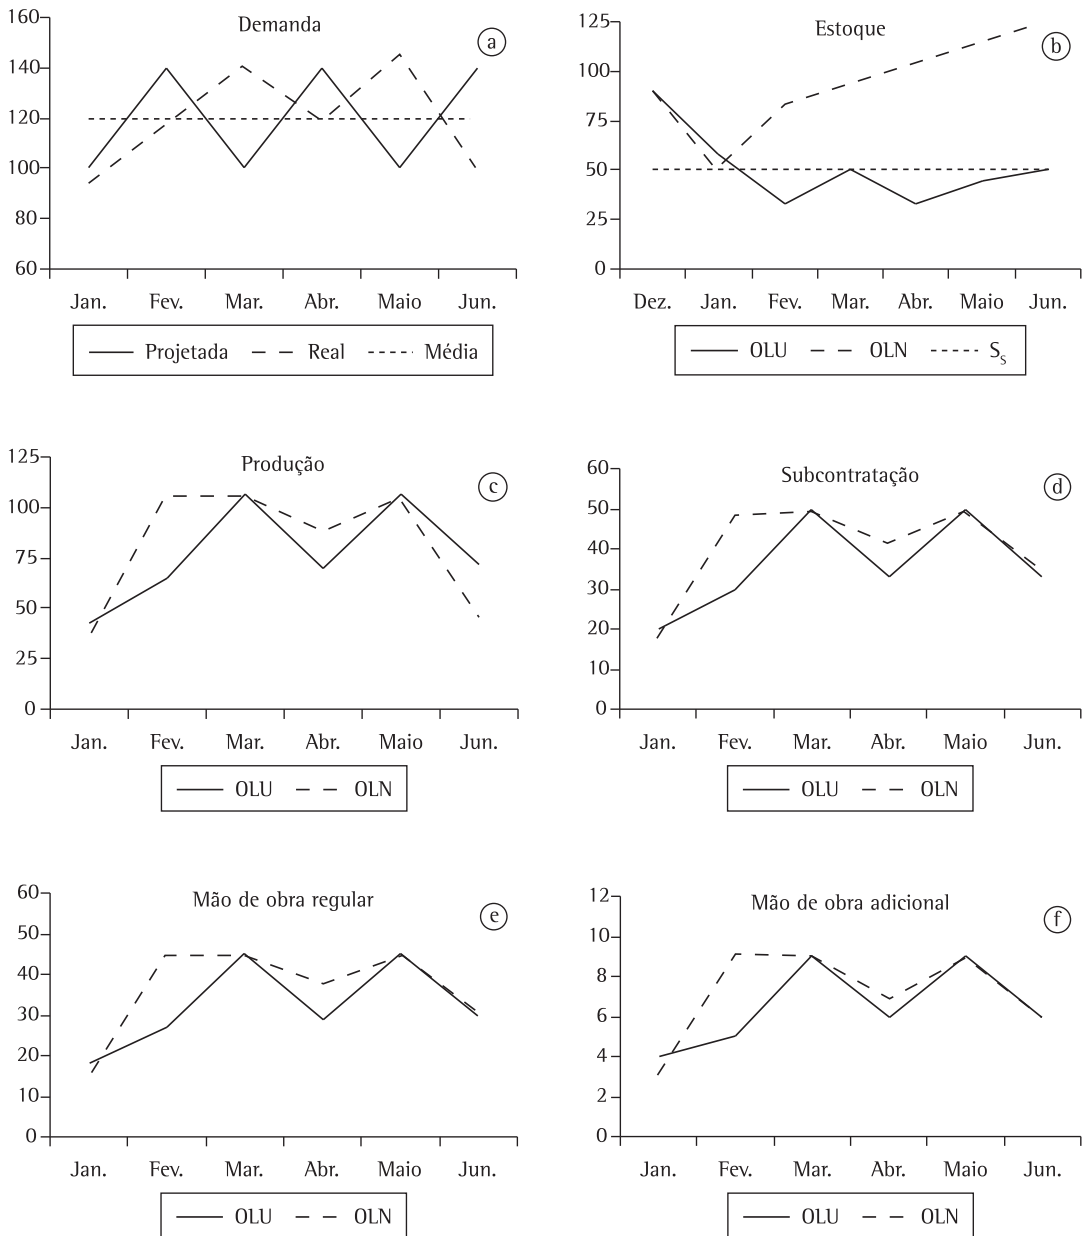 Demanda
a
160
140
120
100
80
60
Jan. Fev. Mar. Abr. Maio Jun.
Projetada Real Média
Estoque
b
125
100
75
50
25
0
Dez. Jan. Fev. Mar. Abr. Maio Jun.
OLU OLN S_S
Produção
c
125
100
75
50
25
0
Jan. Fev. Mar. Abr. Maio Jun.
OLU OLN
Subcontratação
d
60
50
40
30
20
10
0
Jan. Fev. Mar. Abr. Maio Jun.
OLU OLN
Mão de obra regular
e
60
50
40
30
20
10
0
Jan. Fev. Mar. Abr. Maio Jun.
OLU OLN
Mão de obra adicional
f
12
10
8
6
4
2
0
Jan. Fev. Mar. Abr. Maio Jun.
OLU OLN